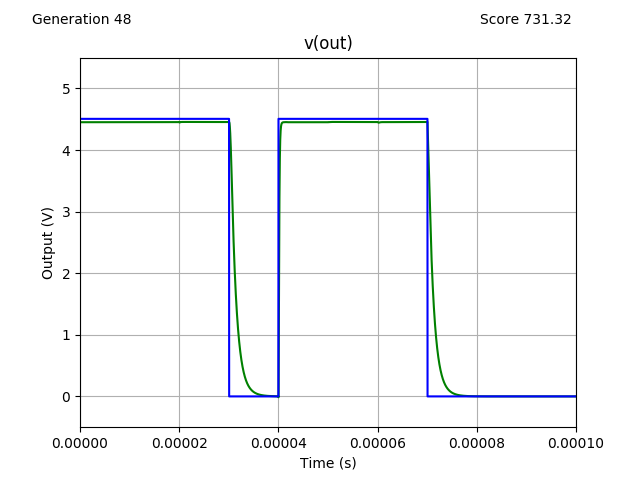 Generation 48
Score 731.32
v(out)
5
4
3
2
1
0
Output (V)
0.00000
0.00002
0.00004
0.00006
0.00008
0.00010
Time (s)